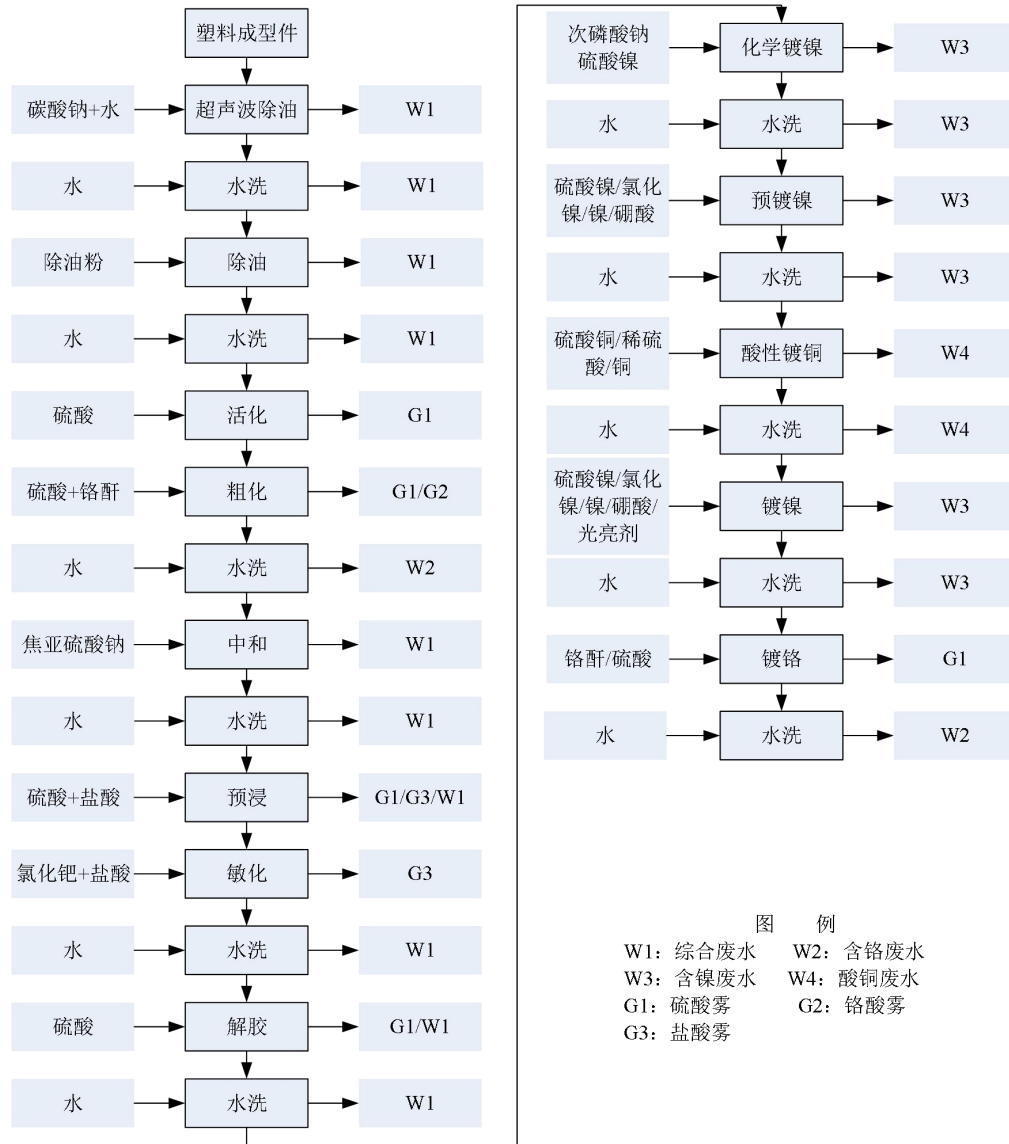 塑料成型件
碳酸钠+水
超声波除油
W1
水
水洗
W1
除油粉
除油
W1
水
水洗
W1
硫酸
活化
G1
硫酸+铬酐
粗化
G1/G2
水
水洗
W2
焦亚硫酸钠
中和
W1
水
水洗
W1
硫酸+盐酸
预浸
G1/G3/W1
氯化钯+盐酸
敏化
G3
水
水洗
W1
硫酸
解胶
G1/W1
水
水洗
W1
次磷酸钠
硫酸镍
化学镀镍
W3
水
水洗
W3
硫酸镍/氯化
镍/镍/硼酸
预镀镍
W3
水
水洗
W3
硫酸铜/稀硫
酸/铜
酸性镀铜
W4
水
水洗
W4
硫酸镍/氯化
镍/镍/硼酸/
光亮剂
镀镍
W3
水
水洗
W3
铬酐/硫酸
镀铬
G1
水
水洗
W2
图 例
W1：综合废水 W2：含铬废水
W3：含镍废水 W4：酸铜废水
G1：硫酸雾 G2：铬酸雾
G3：盐酸雾